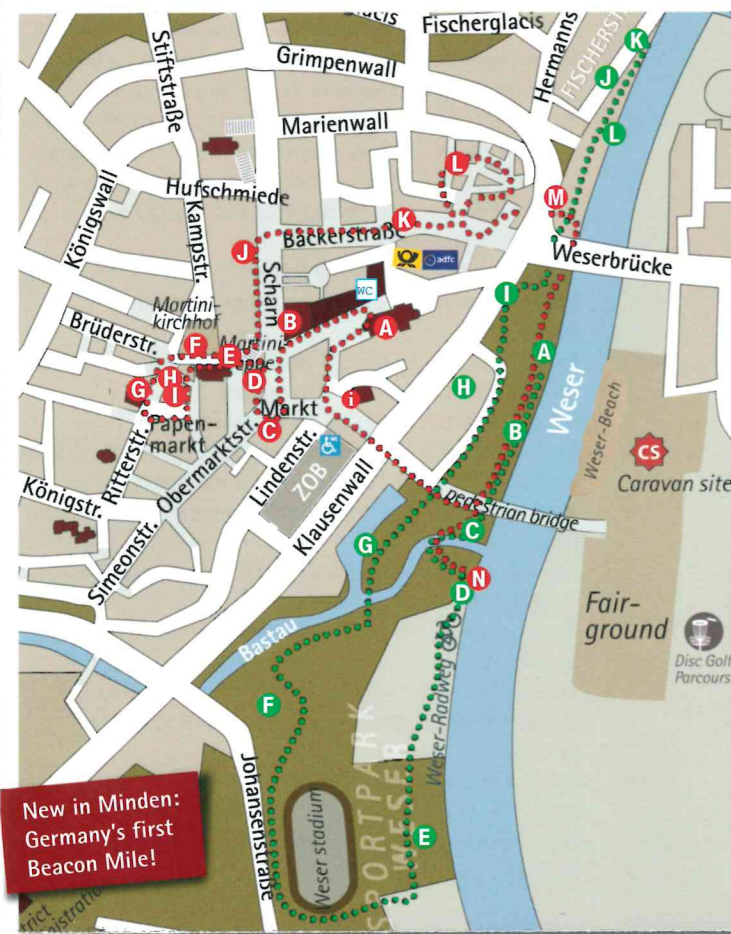 Fischerglacis
Grimpenwall
Stiftstraße
Hermanns
K
J
L
Marienwall
L
Hufschmiede
M
Königswall
Kampstr.
K
Bäckerstraße
J
adfc
Weserbrücke
Scharn
WC
I
Martini-
kirchhof
B
A
Brüderstr.
F
E
Martini-
treppe
A
Weser
H
G
I
D
i
H
Weser-Beach
Papen-
markt
Markt
C
B
CS
Caravan site
Ritterstr.
Obermarktstr.
Lindenstr.
WC
ZOB
Königstr.
Klausenwall
pedestrian bridge
Simeonstr.
G
C
N
D
Fair-
ground
Bastau
Disc Golf
Parcours
Weser-Radweg
F
SPORTPARK
WESER
Johansenstraße
Weser stadium
E
New in Minden:
Germany's first
Beacon Mile!